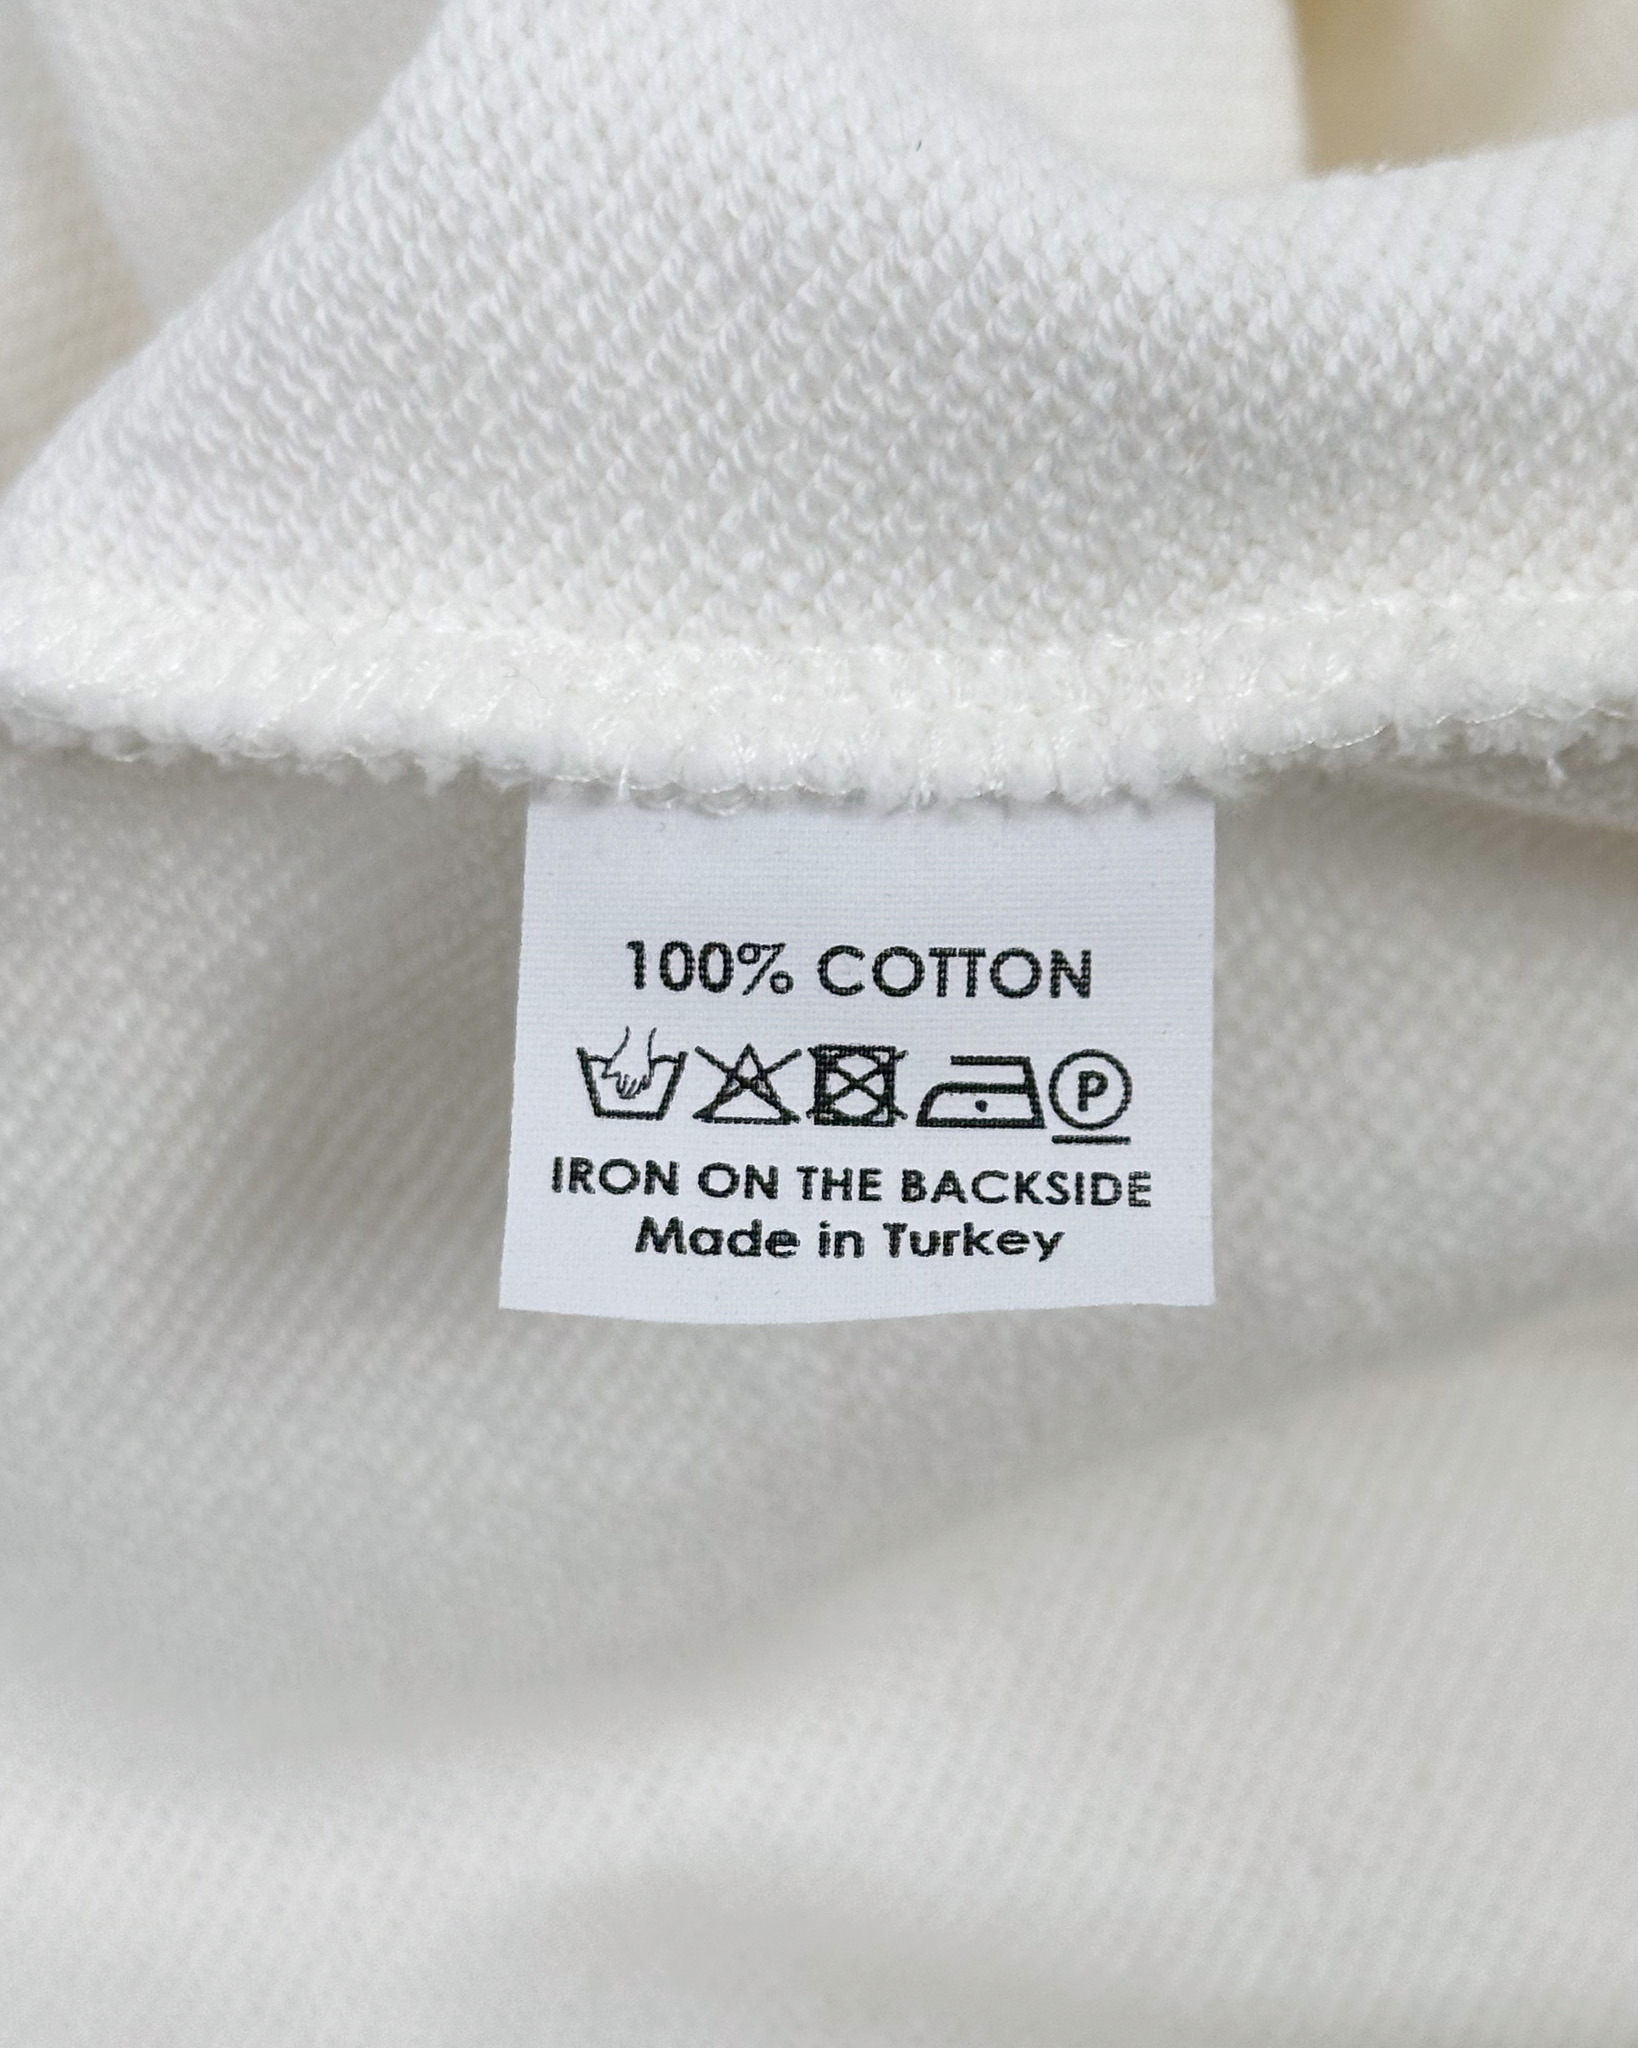 100% COTTON
P
IRON ON THE BACKSIDE
Made in Turkey